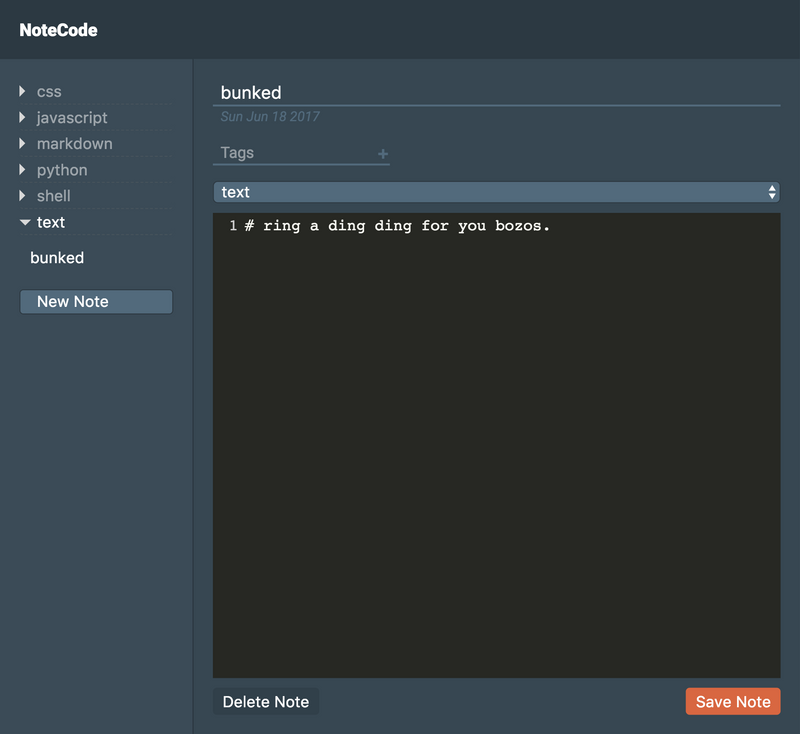 NoteCode
css
javascript
markdown
python
shell
text
bunked
New Note
bunked
Sun Jun 18 2017
Tags +
text
1 # ring a ding ding for you bozos.
Delete Note
Save Note